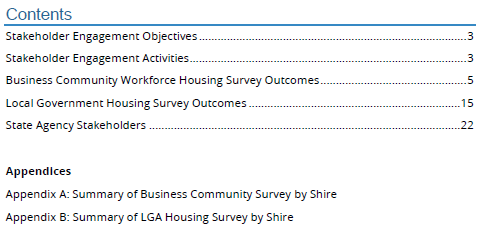 Contents
Stakeholder Engagement Objectives.......................................................................................3
Stakeholder Engagement Activities..........................................................................................3
Business Community Workforce Housing Survey Outcomes................................................5
Local Government Housing Survey Outcomes .....................................................................15
State Agency Stakeholders .....................................................................................................22
Appendices
Appendix A: Summary of Business Community Survey by Shire
Appendix B: Summary of LGA Housing Survey by Shire